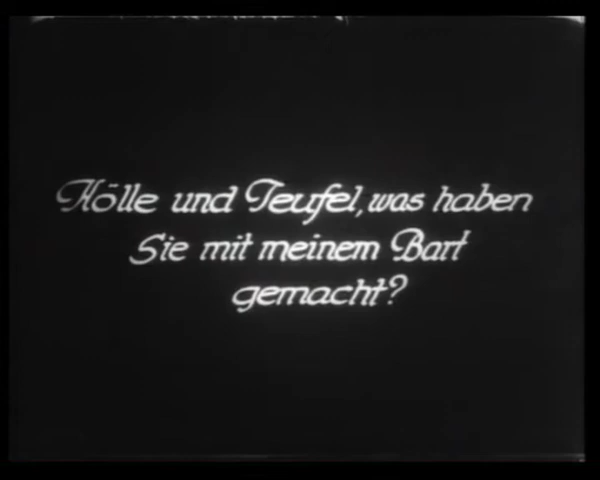 Hölle und Teufel, was haben
Sie mit meinem Bart
gemacht?